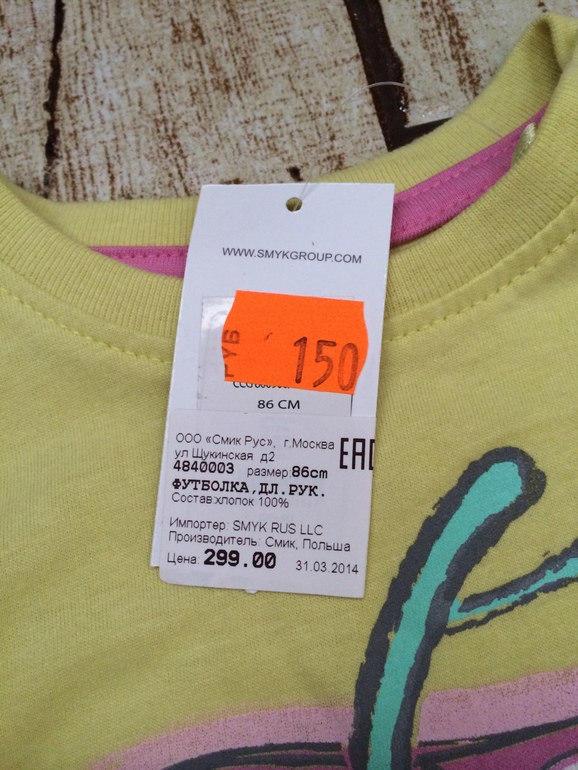 WWW.SMYKGROUP.COM
РУБ 150
86 CM
ООО «Смик Рус», г.Москва
ул Щукинская д2
4840003 размер:86cm
ФУТБОЛКА,ДЛ.РУК.
Состав:хлопок 100%
Импортер: SMYK RUS LLC
Производитель: Смик, Польша
Цена: 299.00 31.03.2014
EAC